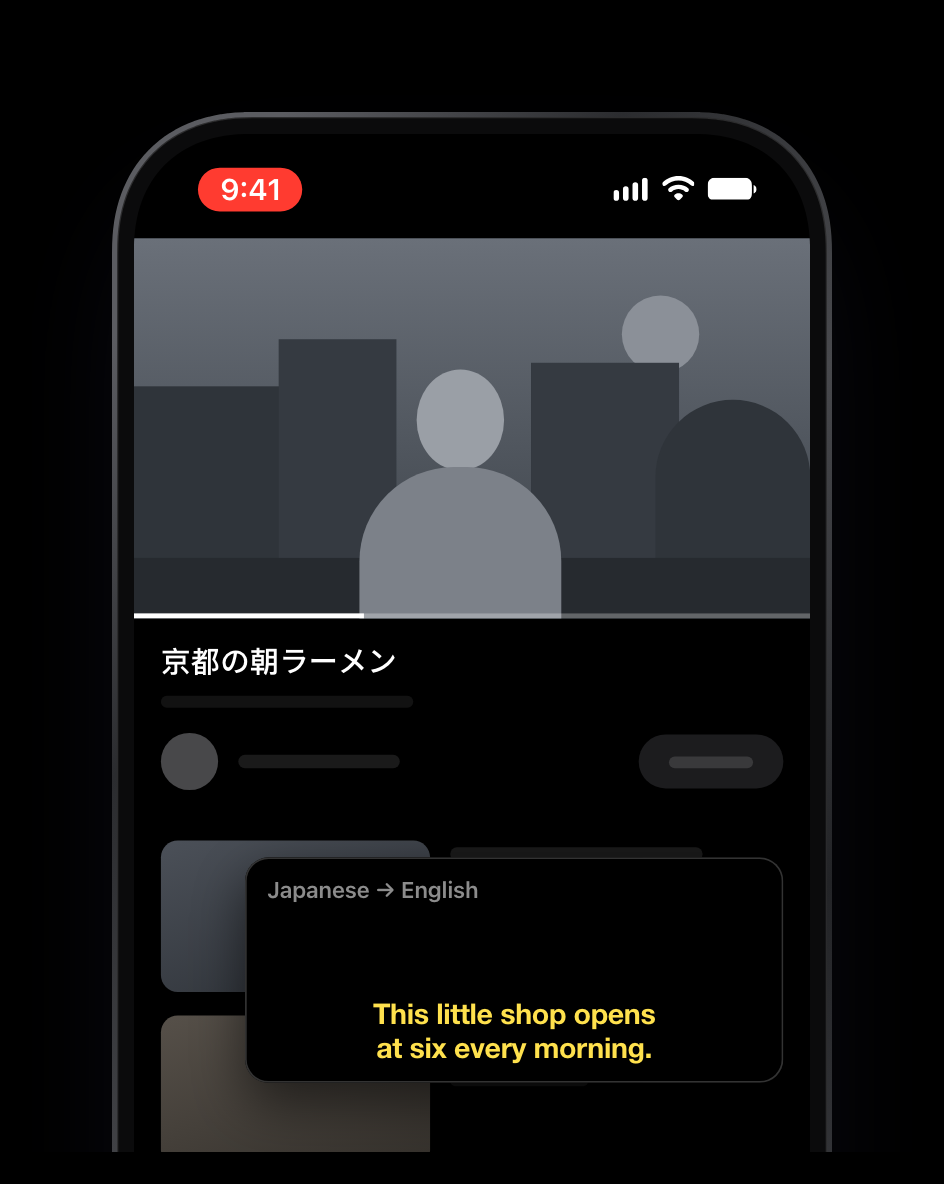 9:41
京都の朝ラーメン
Japanese → English
This little shop opens
at six every morning.